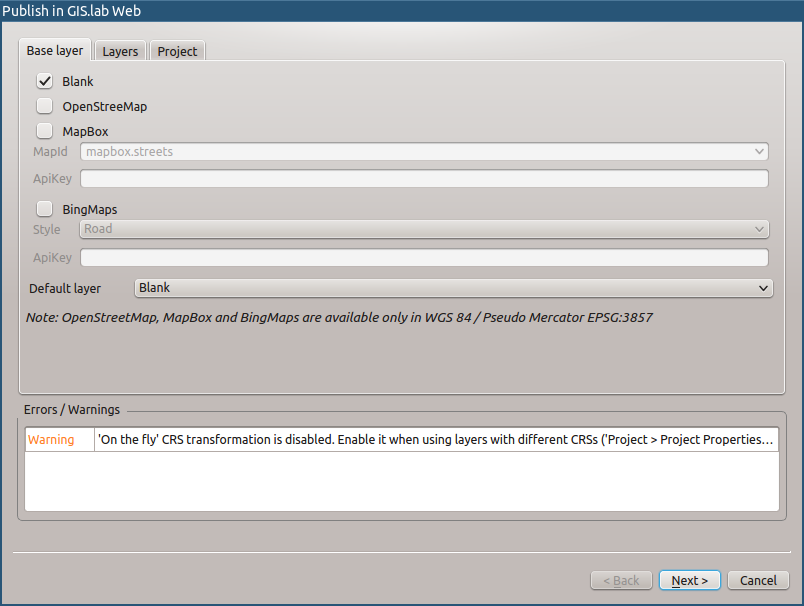 Publish in GIS.lab Web
Base layer Layers Project
Blank
OpenStreeMap
MapBox
MapId mapbox.streets
ApiKey
BingMaps
Style Road
ApiKey
Default layer Blank
Note: OpenStreetMap, MapBox and BingMaps are available only in WGS 84 / Pseudo Mercator EPSG:3857
Errors / Warnings
Warning 'On the fly' CRS transformation is disabled. Enable it when using layers with different CRSs ('Project > Project Properties...
< Back Next > Cancel